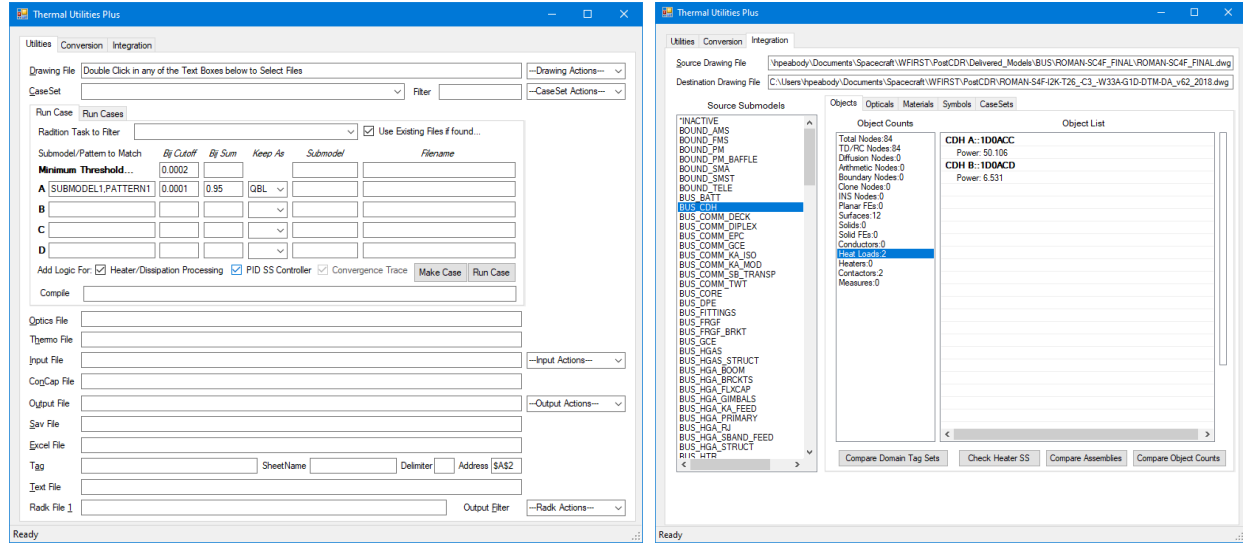 Thermal Utilities Plus
Utilities Conversion Integration
Drawing File Double Click in any of the Text Boxes below to Select Files ---Drawing Actions---
CaseSet Filter ---CaseSet Actions---
Run Case Run Cases
Radition Task to Filter Use Existing Files if found...
Submodel/Pattern to Match Bij Cutoff Bij Sum Keep As Submodel Filename
Minimum Threshold... 0.0002
A SUBMODEL1,PATTERN1 0.0001 0.95 QBL
B
C
D
Add Logic For: Heater/Dissipation Processing PID SS Controller Convergence Trace Make Case Run Case
Compile
Optics File
Thermo File
Input File ---Input Actions---
ConCap File
Output File ---Output Actions---
Sav File
Excel File
Tag SheetName Delimiter Address $A$2
Text File
Radk File 1 Output Filter ---Radk Actions---
Ready
Thermal Utilities Plus
Utilities Conversion Integration
Source Drawing File \hpeabody\Documents\Spacecraft\WFIRST\PostCDR\Delivered_Models\BUS\ROMAN-SC4F_FINAL\ROMAN-SC4F_FINAL.dwg
Destination Drawing File C:\Users\hpeabody\Documents\Spacecraft\WFIRST\PostCDR\ROMAN-S4F-I2K-T26_-C3_-W33A-G1D-DTM-DA_v62_2018.dwg
Source Submodels
*INACTIVE
BOUND_AMS
BOUND_FMS
BOUND_PM
BOUND_PM_BAFFLE
BOUND_SMA
BOUND_SMST
BOUND_TELE
BUS_BATT
BUS_CDH
BUS_COMM_DECK
BUS_COMM_DIPLEX
BUS_COMM_EPC
BUS_COMM_GCE
BUS_COMM_KA_ISO
BUS_COMM_KA_MOD
BUS_COMM_SB_TRANSP
BUS_COMM_TWT
BUS_CORE
BUS_DPE
BUS_FITTINGS
BUS_FRGF
BUS_FRGF_BRKT
BUS_GCE
BUS_HGAS
BUS_HGAS_STRUCT
BUS_HGA_BOOM
BUS_HGA_BRCKTS
BUS_HGA_FLXCAP
BUS_HGA_GIMBALS
BUS_HGA_KA_FEED
BUS_HGA_PRIMARY
BUS_HGA_RJ
BUS_HGA_SBAND_FEED
BUS_HGA_STRUCT
BUS_HTR
Objects Opticals Materials Symbols CaseSets
Object Counts
Total Nodes:84
TD/RC Nodes:84
Diffusion Nodes:0
Arithmetic Nodes:0
Boundary Nodes:0
Clone Nodes:0
INS Nodes:0
Planar FEs:0
Surfaces:12
Solids:0
Solid FEs:0
Conductors:0
Heat Loads:2
Heaters:0
Contactors:2
Measures:0
Object List
CDH A::1D0ACC
Power: 50.106
CDH B::1D0ACD
Power: 6.531
Compare Domain Tag Sets Check Heater SS Compare Assemblies Compare Object Counts
Ready